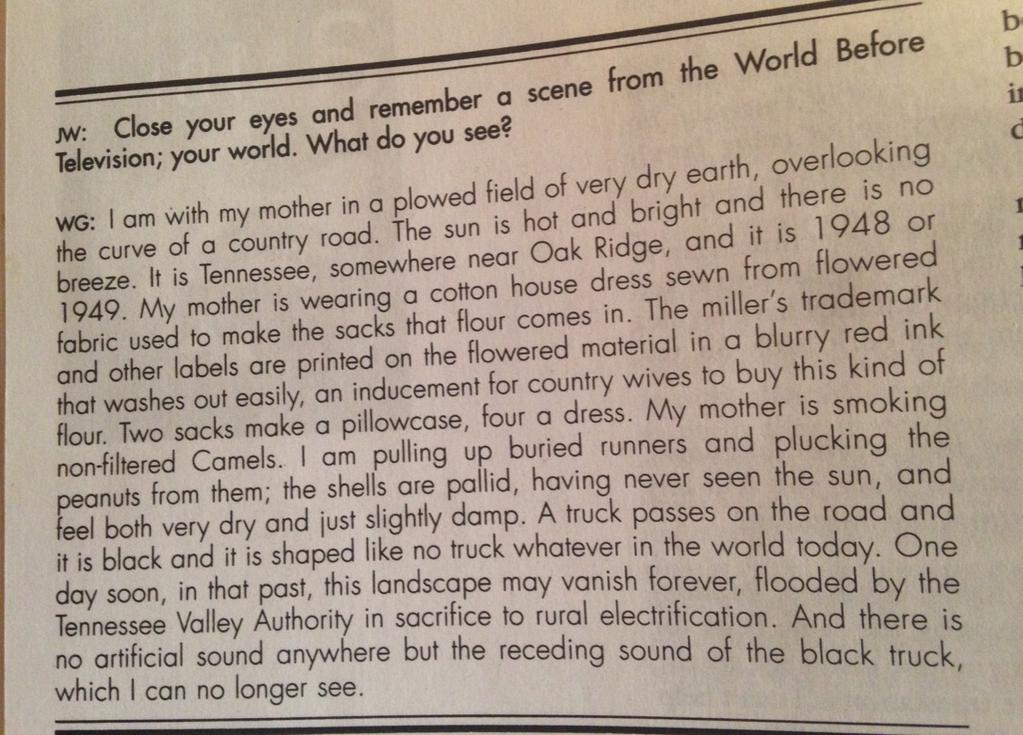 JW: Close your eyes and remember a scene from the World Before
Television; your world. What do you see?
WG: I am with my mother in a plowed field of very dry earth, overlooking
the curve of a country road. The sun is hot and bright and there is no
breeze. It is Tennessee, somewhere near Oak Ridge, and it is 1948 or
1949. My mother is wearing a cotton house dress sewn from flowered
fabric used to make the sacks that flour comes in. The miller's trademark
and other labels are printed on the flowered material in a blurry red ink
that washes out easily, an inducement for country wives to buy this kind of
flour. Two sacks make a pillowcase, four a dress. My mother is smoking
non-filtered Camels. I am pulling up buried runners and plucking the
peanuts from them; the shells are pallid, having never seen the sun, and
feel both very dry and just slightly damp. A truck passes on the road and
it is black and it is shaped like no truck whatever in the world today. One
day soon, in that past, this landscape may vanish forever, flooded by the
Tennessee Valley Authority in sacrifice to rural electrification. And there is
no artificial sound anywhere but the receding sound of the black truck,
which I can no longer see.